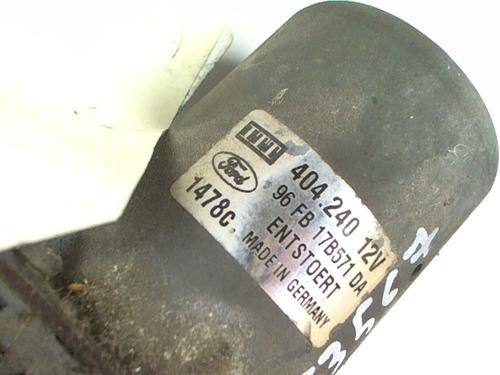 ITT 404.240 12V
Ford 96 FB 17B571 DA
1478C. ENTSTOERT
MADE IN GERMANY